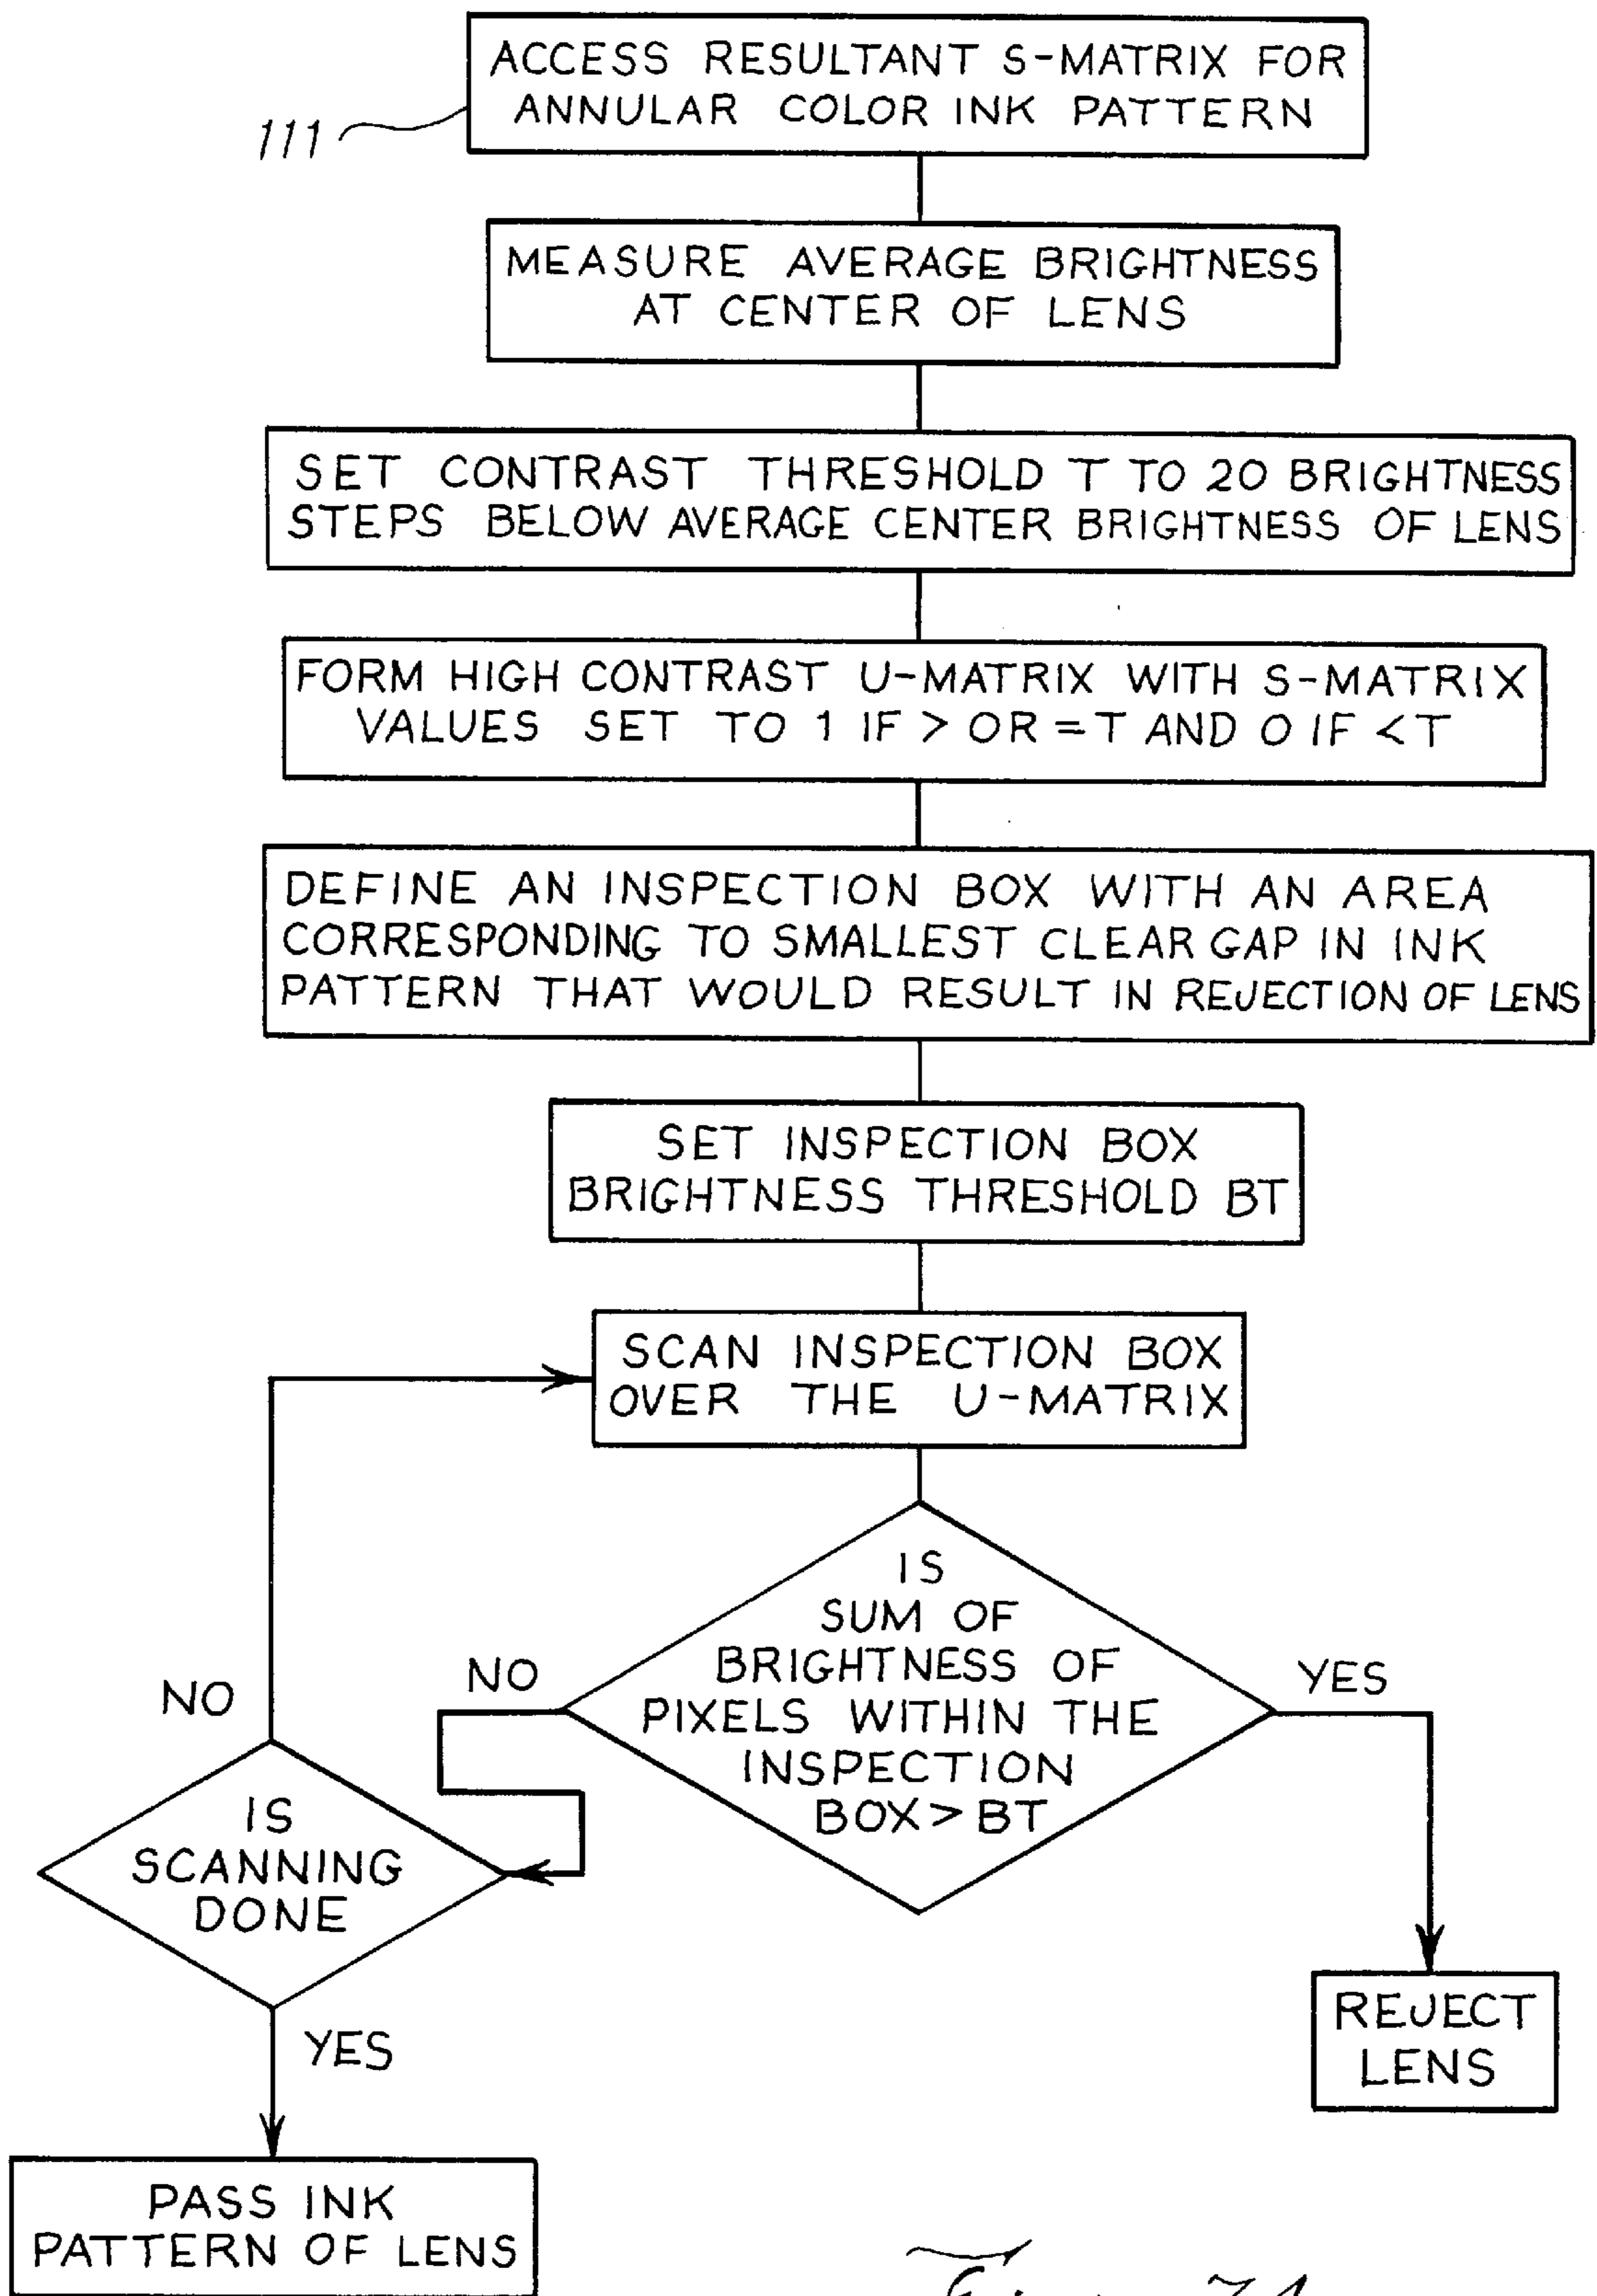 ACCESS RESULTANT S-MATRIX FOR
ANNULAR COLOR INK PATTERN
111
MEASURE AVERAGE BRIGHTNESS
AT CENTER OF LENS
SET CONTRAST THRESHOLD T TO 20 BRIGHTNESS
STEPS BELOW AVERAGE CENTER BRIGHTNESS OF LENS
FORM HIGH CONTRAST U-MATRIX WITH S-MATRIX
VALUES SET TO 1 IF > OR = T AND 0 IF < T
DEFINE AN INSPECTION BOX WITH AN AREA
CORRESPONDING TO SMALLEST CLEAR GAP IN INK
PATTERN THAT WOULD RESULT IN REJECTION OF LENS
SET INSPECTION BOX
BRIGHTNESS THRESHOLD BT
SCAN INSPECTION BOX
OVER THE U-MATRIX
IS
SUM OF
BRIGHTNESS OF
PIXELS WITHIN THE
INSPECTION
BOX > BT
NO
YES
NO
IS
SCANNING
DONE
YES
REJECT
LENS
PASS INK
PATTERN OF LENS